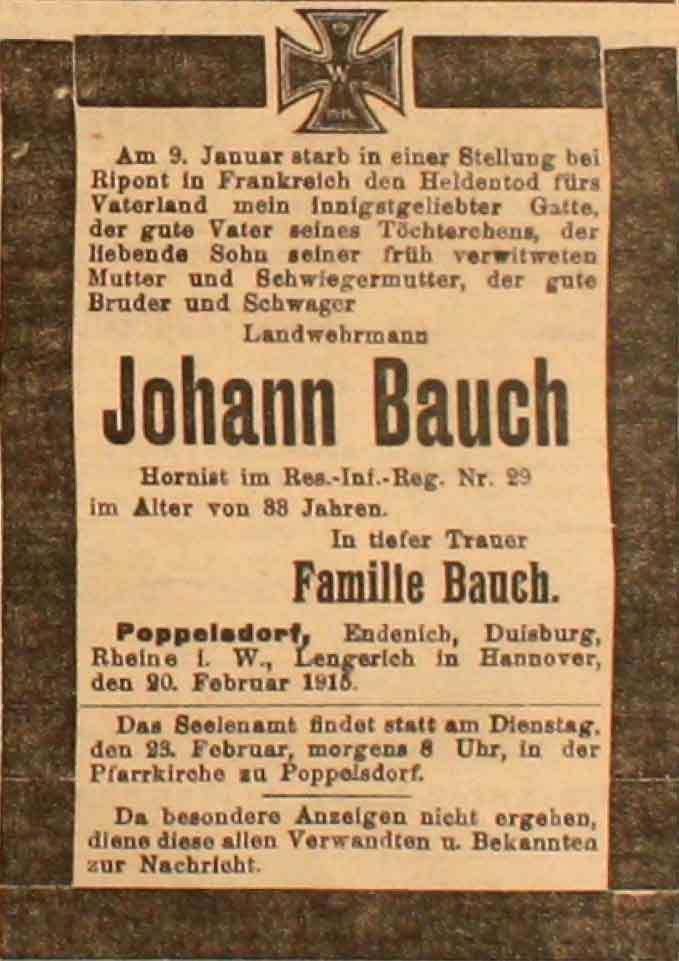 W
Am 9. Januar starb in einer Stellung bei
Ripont in Frankreich den Heldentod fürs
Vaterland mein innigstgeliebter Gatte,
der gute Vater seines Töchterchens, der
liebende Sohn seiner früh verwitweten
Mutter und Schwiegermutter, der gute
Bruder und Schwager
Landwehrmann
Johann Bauch
Hornist im Res.-Inf.-Reg. Nr. 29
im Alter von 33 Jahren.
In tiefer Trauer
Familie Bauch.
Poppelsdorf, Endenich, Duisburg,
Rheine i. W., Lengerich in Hannover,
den 20. Februar 1915.
Das Seelenamt findet statt am Dienstag,
den 23. Februar, morgens 8 Uhr, in der
Pfarrkirche zu Poppelsdorf.
Da besondere Anzeigen nicht ergehen,
diene diese allen Verwandten u. Bekannten
zur Nachricht.